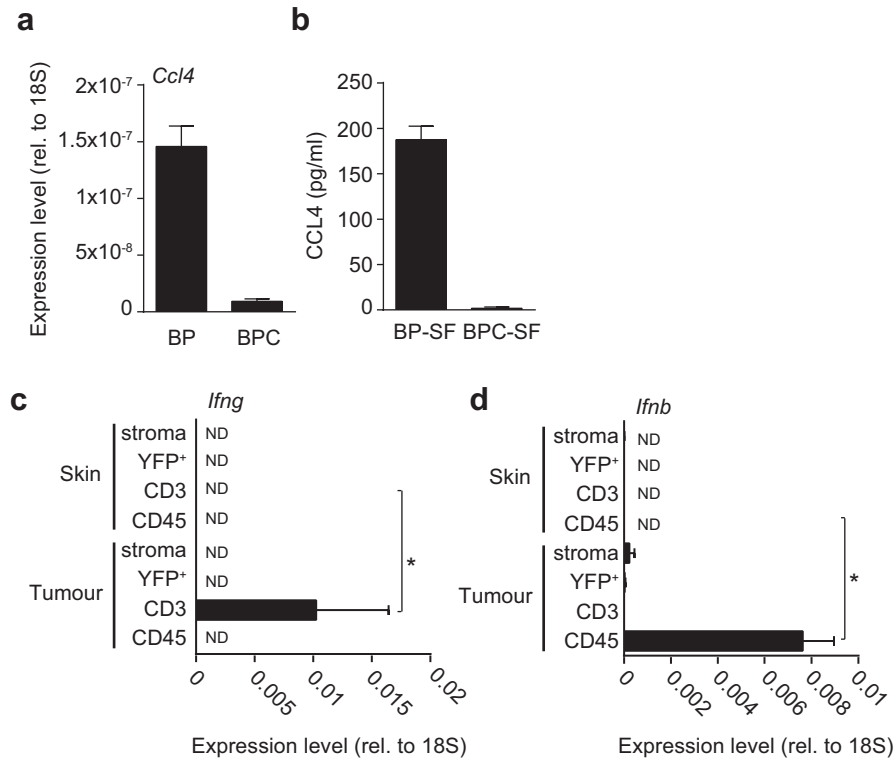 a
Ccl4
Expression level (rel. to 18S)
2x10⁻⁷
1.5x10⁻⁷
1x10⁻⁷
5x10⁻⁸
0
BP BPC
b
CCL4 (pg/ml)
250
200
150
100
50
0
BP-SF BPC-SF
c
Ifng
Skin
stroma ND
YFP⁺ ND
CD3 ND
CD45 ND
Tumour
stroma ND
YFP⁺ ND
CD3
CD45 ND
*
0 0.005 0.01 0.015 0.02
Expression level (rel. to 18S)
d
Ifnb
Skin
stroma ND
YFP⁺ ND
CD3 ND
CD45 ND
Tumour
stroma
YFP⁺
CD3
CD45
*
0 0.002 0.004 0.006 0.008 0.01
Expression level (rel. to 18S)